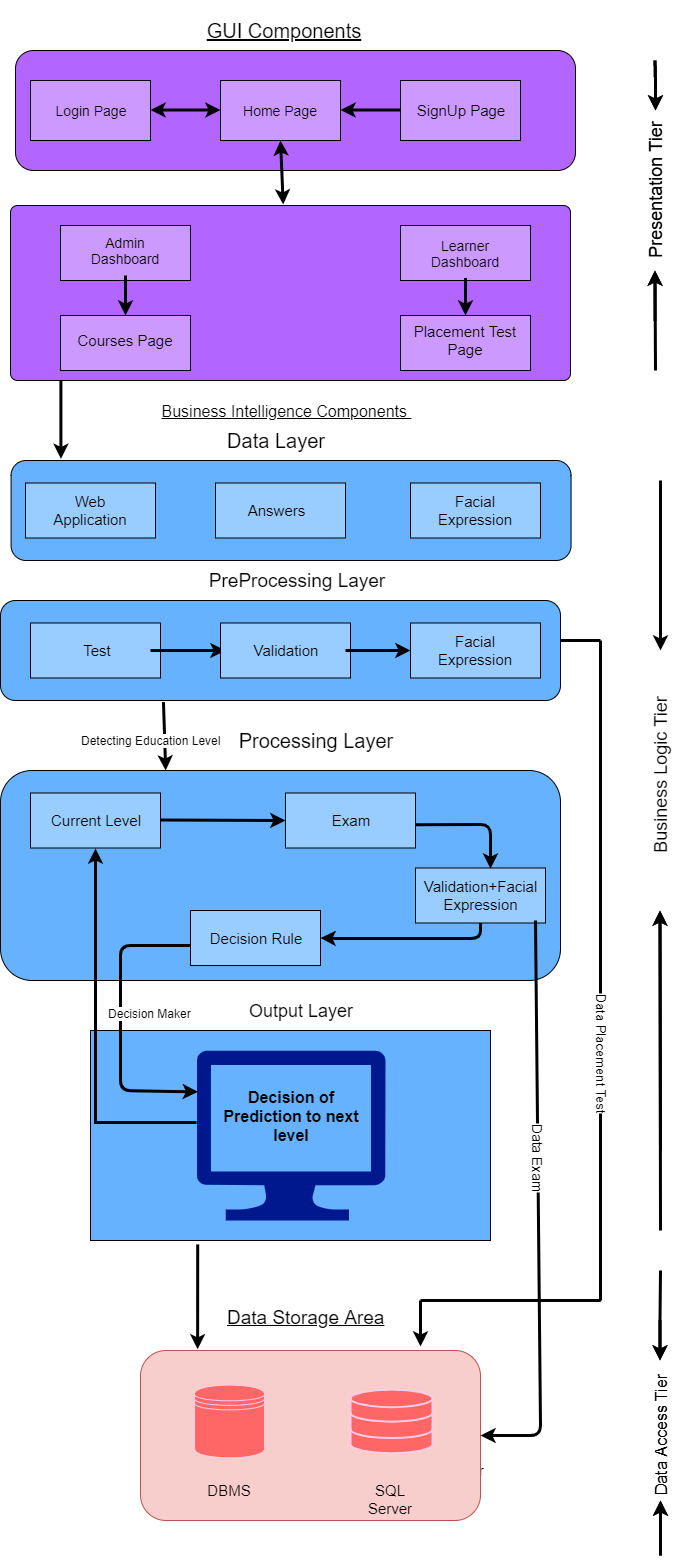 GUI Components
Login Page
Home Page
SignUp Page
Presentation Tier
Admin
Dashboard
Learner
Dashboard
Courses Page
Placement Test
Page
Business Intelligence Components
Data Layer
Web
Application
Answers
Facial
Expression
PreProcessing Layer
Test
Validation
Facial
Expression
Detecting Education Level
Processing Layer
Business Logic Tier
Current Level
Exam
Validation+Facial
Expression
Decision Rule
Decision Maker
Output Layer
Data Placement Test
Decision of
Prediction to next
level
Data Exam
Data Storage Area
Data Access Tier
DBMS
SQL
Server